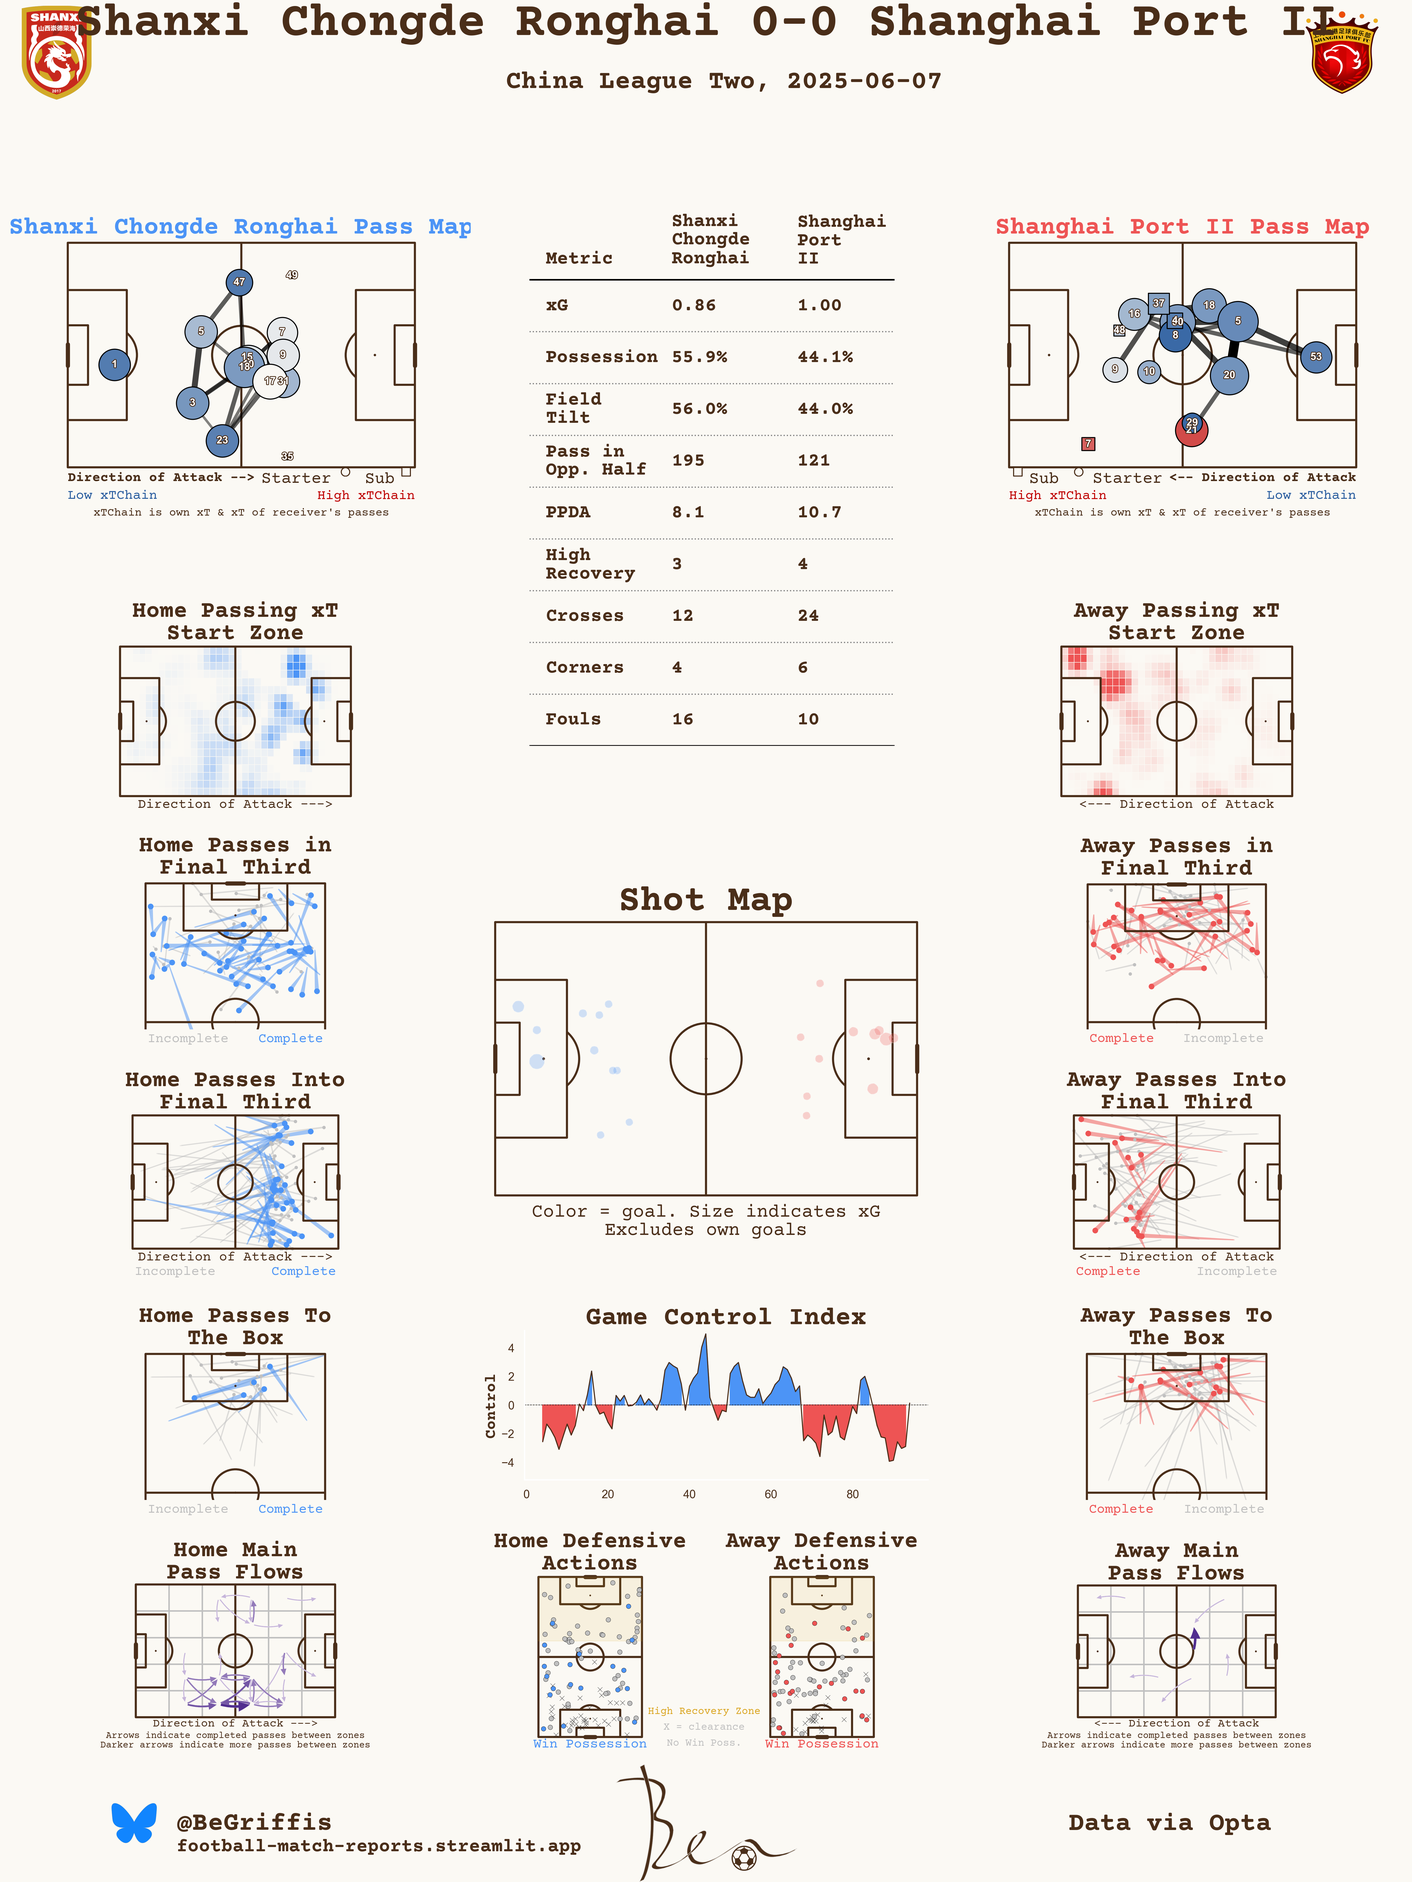 Shanxi Chongde Ronghai 0-0 Shanghai Port II
China League Two, 2025-06-07
SHANXI
山西崇德荣海
2017
SHANGHAI PORT FC
Shanxi Chongde Ronghai Pass Map
47
49
5
7
15
9
18
1
17
31
3
23
35
Direction of Attack --> Starter Sub
Low xTChain High xTChain
xTChain is own xT & xT of receiver's passes
Metric Shanxi Chongde Ronghai Shanghai Port II
xG 0.86 1.00
Possession 55.9% 44.1%
Field Tilt 56.0% 44.0%
Pass in Opp. Half 195 121
PPDA 8.1 10.7
High Recovery 3 4
Crosses 12 24
Corners 4 6
Fouls 16 10
Shanghai Port II Pass Map
37
18
16
40
5
48
8
53
9
10
20
29
21
7
Sub Starter <-- Direction of Attack
High xTChain Low xTChain
xTChain is own xT & xT of receiver's passes
Home Passing xT
Start Zone
Direction of Attack --->
Away Passing xT
Start Zone
<--- Direction of Attack
Home Passes in
Final Third
Incomplete Complete
Away Passes in
Final Third
Complete Incomplete
Shot Map
Color = goal. Size indicates xG
Excludes own goals
Home Passes Into
Final Third
Direction of Attack --->
Incomplete Complete
Away Passes Into
Final Third
<--- Direction of Attack
Complete Incomplete
Home Passes To
The Box
Incomplete Complete
Game Control Index
Control
4
2
0
−2
−4
0 20 40 60 80
Away Passes To
The Box
Complete Incomplete
Home Main
Pass Flows
Direction of Attack --->
Arrows indicate completed passes between zones
Darker arrows indicate more passes between zones
Home Defensive
Actions
Win Possession
High Recovery Zone
X = clearance
No Win Poss.
Away Defensive
Actions
Win Possession
Away Main
Pass Flows
<--- Direction of Attack
Arrows indicate completed passes between zones
Darker arrows indicate more passes between zones
@BeGriffis
football-match-reports.streamlit.app
Ben
Data via Opta